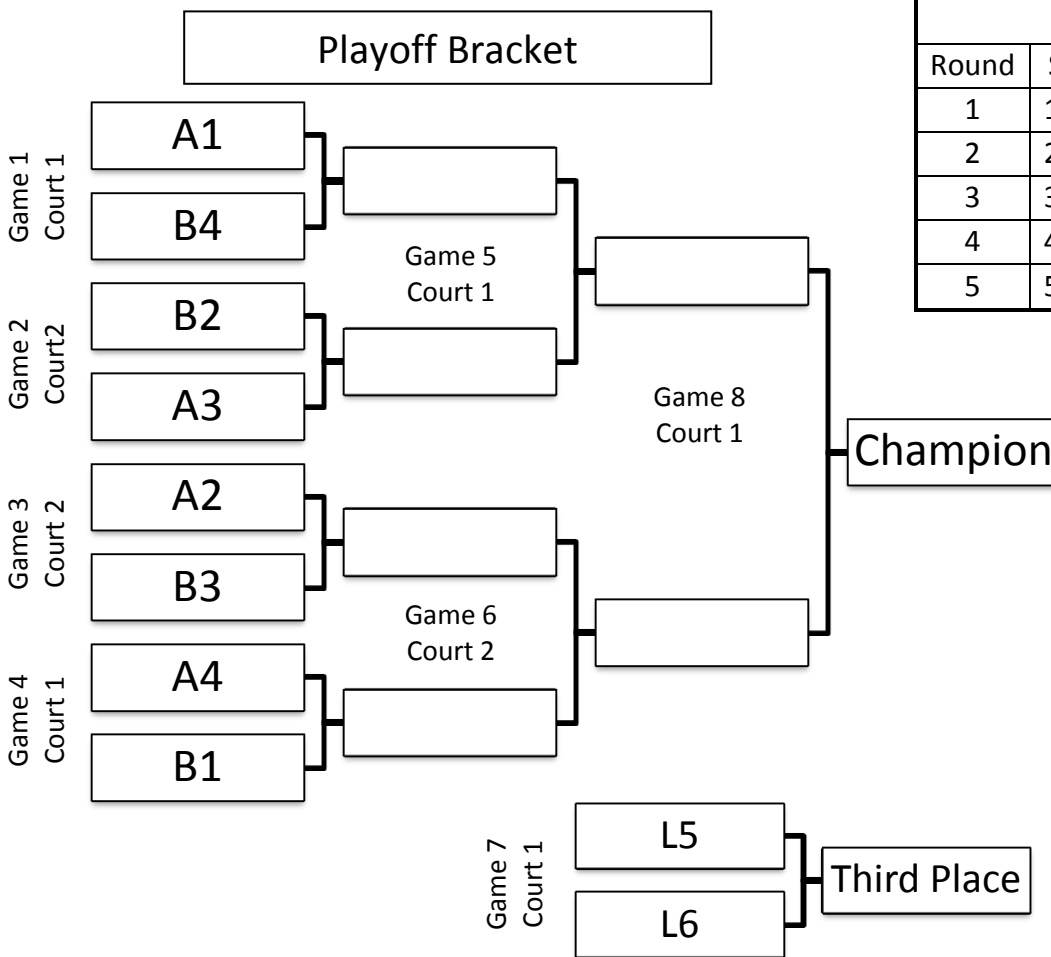 Playoff Bracket
Round
1
2
3
4
5
Game 1
Court 1
A1
B4
Game 2
Court2
B2
A3
Game 3
Court 2
A2
B3
Game 4
Court 1
A4
B1
Game 5
Court 1
Game 6
Court 2
Game 8
Court 1
Champion
Game 7
Court 1
L5
L6
Third Place